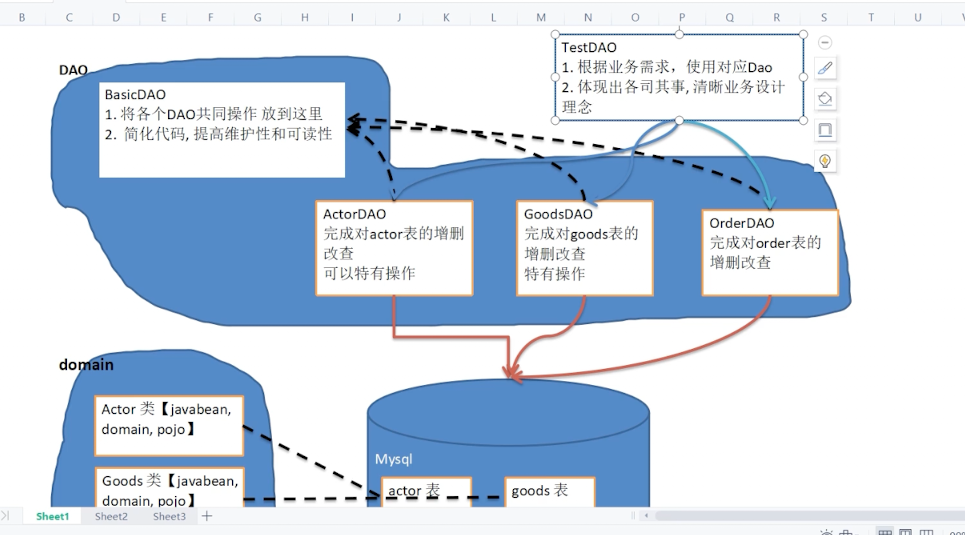 B C D E F G H I J K L M N O P Q R S T U
DAO
BasicDAO
1. 将各个DAO共同操作 放到这里
2. 简化代码, 提高维护性和可读性
TestDAO
1. 根据业务需求，使用对应Dao
2. 体现出各司其事, 清晰业务设计
理念
ActorDAO
完成对actor表的增删
改查
可以特有操作
GoodsDAO
完成对goods表的
增删改查
特有操作
OrderDAO
完成对order表的
增删改查
domain
Actor 类【javabean,
domain, pojo】
Goods 类【javabean,
domain, pojo】
Mysql
actor 表
goods 表
Sheet1 Sheet2 Sheet3